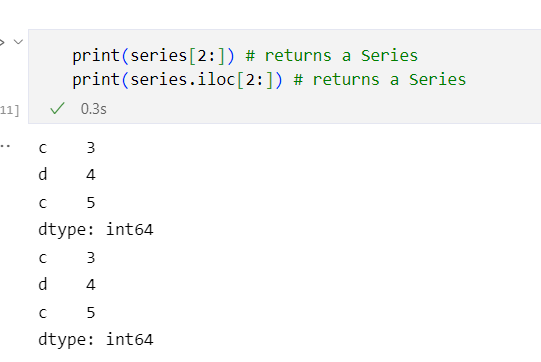 print(series[2:]) # returns a Series
print(series.iloc[2:]) # returns a Series
11]
0.3s
..
c 3
d 4
c 5
dtype: int64
c 3
d 4
c 5
dtype: int64